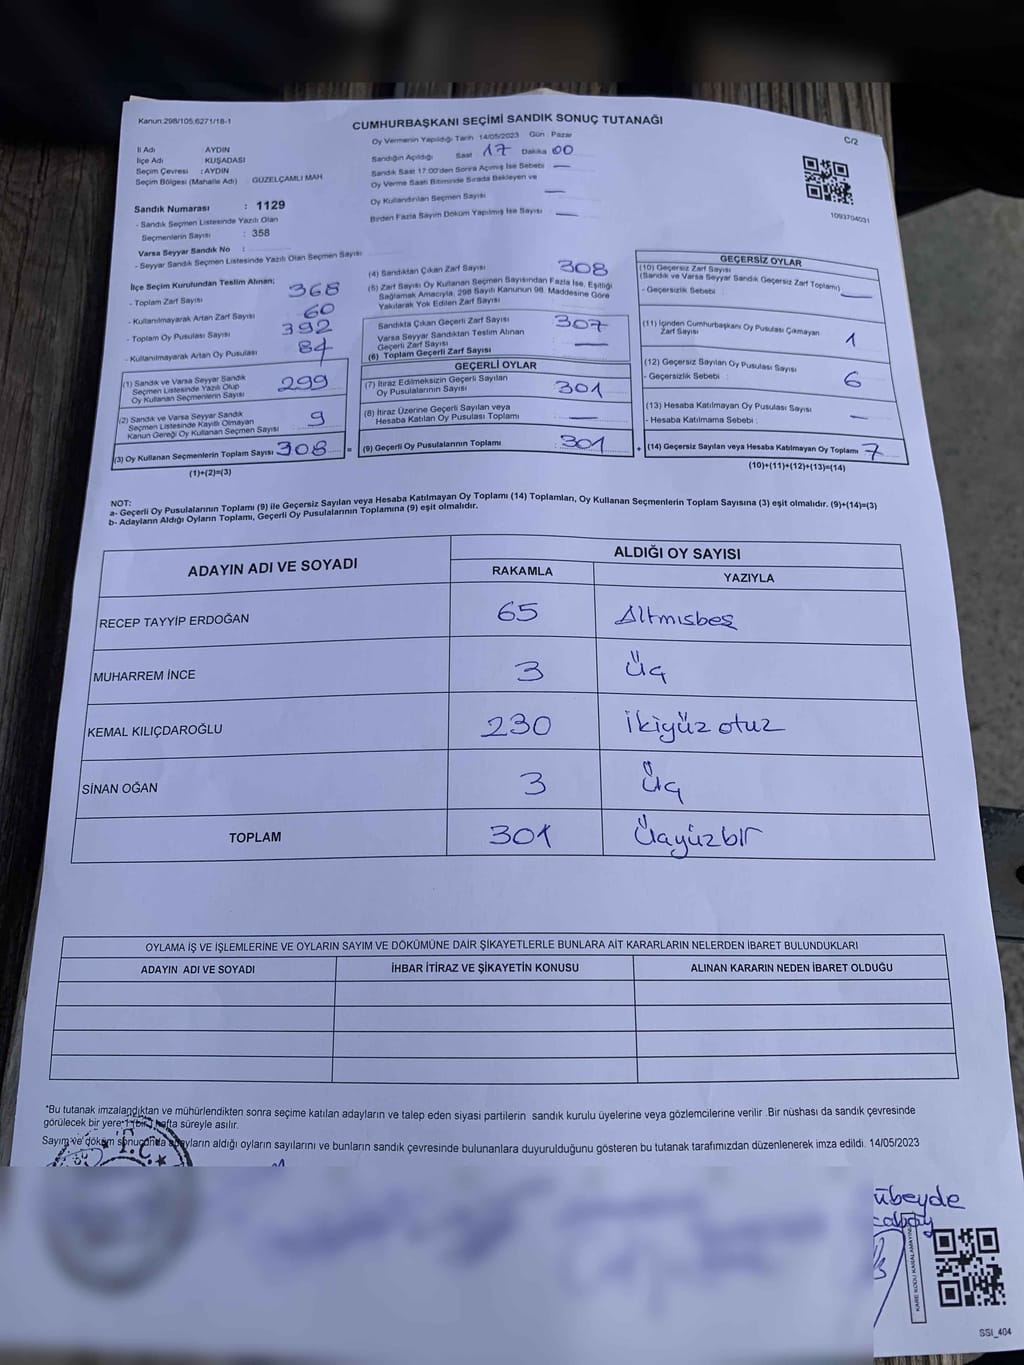 Kanun:298/105;6271/18-1
CUMHURBAŞKANI SEÇİMİ SANDIK SONUÇ TUTANAĞI
C/2
İl Adı : AYDIN
İlçe Adı : KUŞADASI
Seçim Çevresi : AYDIN
Seçim Bölgesi (Mahalle Adı) : GÜZELÇAMLI MAH.
Sandık Numarası : 1129
- Sandık Seçmen Listesinde Yazılı Olan
Seçmenlerin Sayısı : 358
Varsa Seyyar Sandık No :
- Seyyar Sandık Seçmen Listesinde Yazılı Olan Seçmen Sayısı
Oy Vermenin Yapıldığı Tarih 14/05/2023 Gün : Pazar
Sandığın Açıldığı Saat 17 Dakika 00
Sandık Saat 17:00'den Sonra Açılmış İse Sebebi —
Oy Verme Saati Bitiminde Sırada Bekleyen ve
Oy Kullandırılan Seçmen Sayısı —
Birden Fazla Sayım Döküm Yapılmış İse Sayısı —
1093704031
İlçe Seçim Kurulundan Teslim Alınan;
- Toplam Zarf Sayısı 368
- Kullanılmayarak Artan Zarf Sayısı 60
- Toplam Oy Pusulası Sayısı 392
- Kullanılmayarak Artan Oy Pusulası 84
(1) Sandık ve Varsa Seyyar Sandık
Seçmen Listesinde Yazılı Olup
Oy Kullanan Seçmenlerin Sayısı 299
(2) Sandık ve Varsa Seyyar Sandık
Seçmen Listesinde Kayıtlı Olmayan
Kanun Gereği Oy Kullanan Seçmen Sayısı 9
(3) Oy Kullanan Seçmenlerin Toplam Sayısı 308 =
(1)+(2)=(3)
(4) Sandıktan Çıkan Zarf Sayısı 308
(5) Zarf Sayısı Oy Kullanan Seçmen Sayısından Fazla İse, Eşitliği
Sağlamak Amacıyla, 298 Sayılı Kanunun 98. Maddesine Göre
Yakılarak Yok Edilen Zarf Sayısı
Sandıkta Çıkan Geçerli Zarf Sayısı 307
Varsa Seyyar Sandıktan Teslim Alınan
Geçerli Zarf Sayısı —
(6) Toplam Geçerli Zarf Sayısı
GEÇERLİ OYLAR
(7) İtiraz Edilmeksizin Geçerli Sayılan
Oy Pusulalarının Sayısı 301
(8) İtiraz Üzerine Geçerli Sayılan veya
Hesaba Katılan Oy Pusulası Toplamı —
(9) Geçerli Oy Pusulalarının Toplamı 301 +
GEÇERSİZ OYLAR
(10) Geçersiz Zarf Sayısı
(Sandık ve Varsa Seyyar Sandık Geçersiz Zarf Toplamı) —
- Geçersizlik Sebebi :
(11) İçinden Cumhurbaşkanı Oy Pusulası Çıkmayan
Zarf Sayısı 1
(12) Geçersiz Sayılan Oy Pusulası Sayısı 6
- Geçersizlik Sebebi :
(13) Hesaba Katılmayan Oy Pusulası Sayısı —
- Hesaba Katılmama Sebebi :
(14) Geçersiz Sayılan veya Hesaba Katılmayan Oy Toplamı 7
(10)+(11)+(12)+(13)=(14)
NOT:
a- Geçerli Oy Pusulalarının Toplamı (9) ile Geçersiz Sayılan veya Hesaba Katılmayan Oy Toplamı (14) Toplamları, Oy Kullanan Seçmenlerin Toplam Sayısına (3) eşit olmalıdır. (9)+(14)=(3)
b- Adayların Aldığı Oyların Toplamı, Geçerli Oy Pusulalarının Toplamına (9) eşit olmalıdır.
ADAYIN ADI VE SOYADI
ALDIĞI OY SAYISI
RAKAMLA YAZIYLA
RECEP TAYYİP ERDOĞAN 65 Altmışbeş
MUHARREM İNCE 3 Üç
KEMAL KILIÇDAROĞLU 230 İkiyüz otuz
SİNAN OĞAN 3 Üç
TOPLAM 301 Üçyüzbir
OYLAMA İŞ VE İŞLEMLERİNE VE OYLARIN SAYIM VE DÖKÜMÜNE DAİR ŞİKAYETLERLE BUNLARA AİT KARARLARIN NELERDEN İBARET BULUNDUKLARI
ADAYIN ADI VE SOYADI İHBAR İTİRAZ VE ŞİKAYETİN KONUSU ALINAN KARARIN NEDEN İBARET OLDUĞU
*Bu tutanak imzalandıktan ve mühürlendikten sonra seçime katılan adayların ve talep eden siyasi partilerin sandık kurulu üyelerine veya gözlemcilerine verilir .Bir nüshası da sandık çevresinde
görülecek bir yere 1 (bir) hafta süreyle asılır.
Sayım ve döküm sonucunda adayların aldığı oyların sayılarını ve bunların sandık çevresinde bulunanlara duyurulduğunu gösteren bu tutanak tarafımızdan düzenlenerek imza edildi. 14/05/2023
T.C.
übeyde
KARE KODU KARALAMAYINIZ
SSI_404